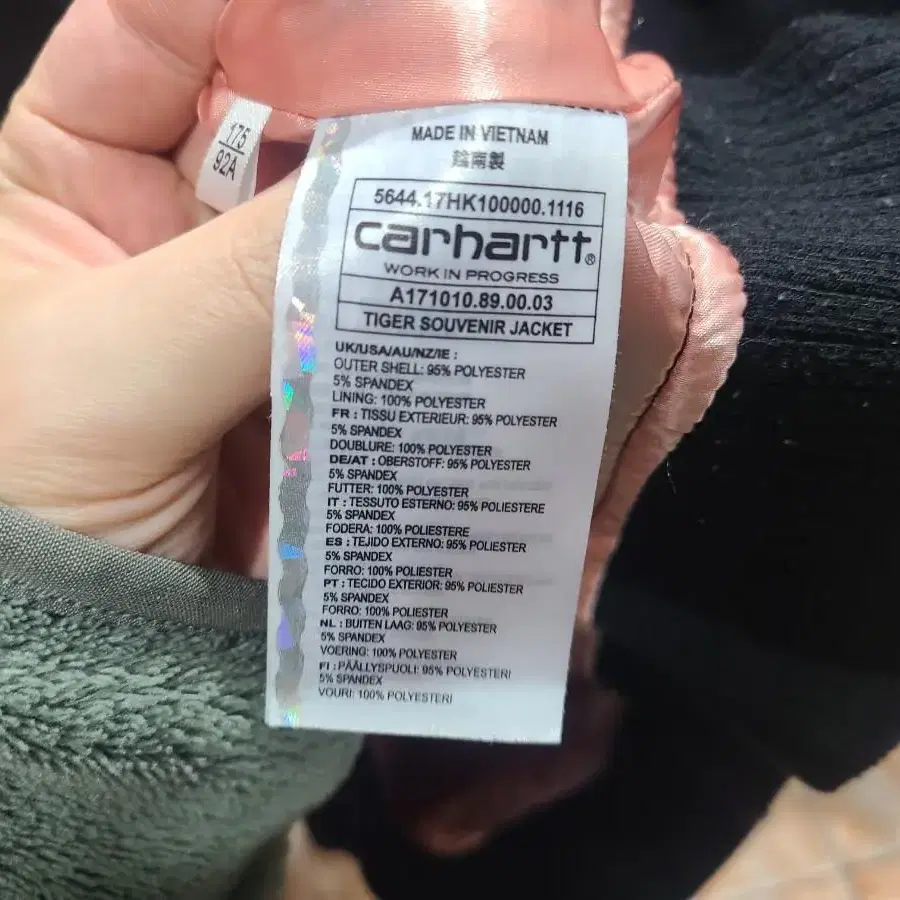 175
92A
MADE IN VIETNAM
越南製
5644.17HK100000.1116
carhartt®
WORK IN PROGRESS
A171010.89.00.03
TIGER SOUVENIR JACKET
UK/USA/AU/NZ/IE :
OUTER SHELL: 95% POLYESTER
5% SPANDEX
LINING: 100% POLYESTER
FR : TISSU EXTERIEUR: 95% POLYESTER
5% SPANDEX
DOUBLURE: 100% POLYESTER
DE/AT : OBERSTOFF: 95% POLYESTER
5% SPANDEX
FUTTER: 100% POLYESTER
IT : TESSUTO ESTERNO: 95% POLIESTERE
5% SPANDEX
FODERA: 100% POLIESTERE
ES : TEJIDO EXTERNO: 95% POLIESTER
5% SPANDEX
FORRO: 100% POLIESTER
PT : TECIDO EXTERIOR: 95% POLIESTER
5% SPANDEX
FORRO: 100% POLIESTER
NL : BUITEN LAAG: 95% POLYESTER
5% SPANDEX
VOERING: 100% POLYESTER
FI : PÄÄLLYSPUOLI: 95% POLYESTERI
5% SPANDEX
VOURI: 100% POLYESTERI